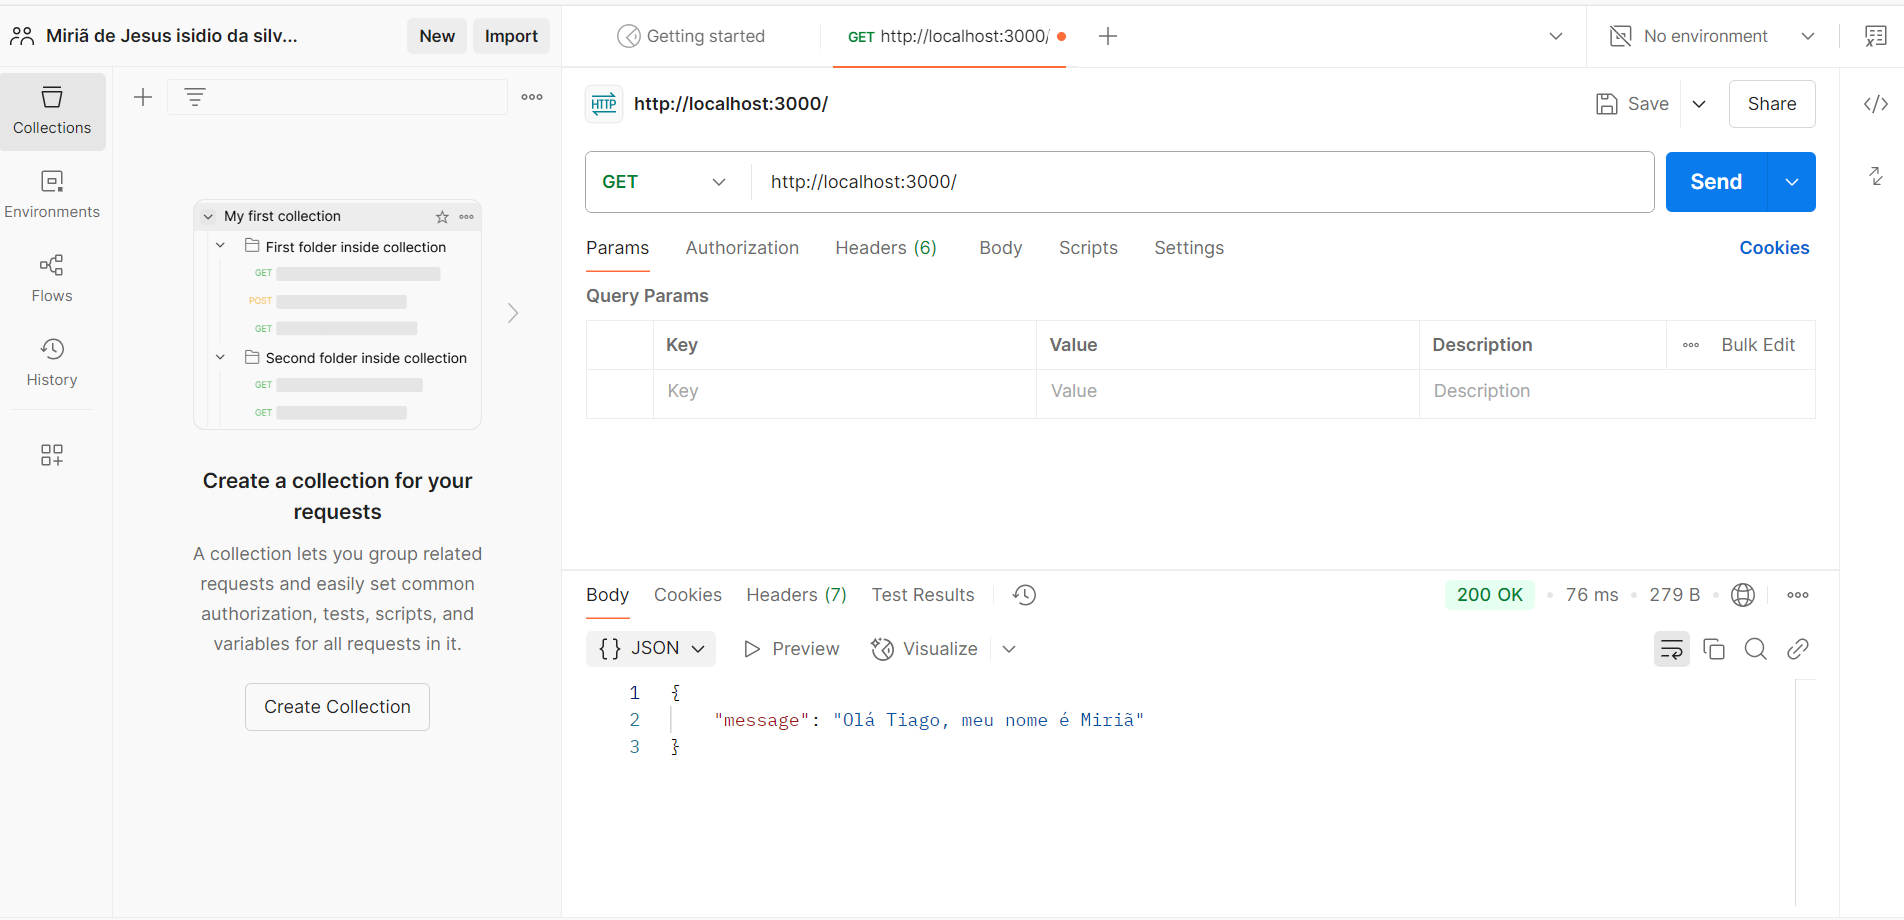 Miriã de Jesus isidio da silv...
New
Import
Getting started
GET http://localhost:3000/
No environment
Collections
Environments
Flows
History
My first collection
First folder inside collection
GET
POST
GET
Second folder inside collection
GET
GET
Create a collection for your
requests
A collection lets you group related
requests and easily set common
authorization, tests, scripts, and
variables for all requests in it.
Create Collection
HTTP
http://localhost:3000/
Save
Share
GET
http://localhost:3000/
Send
Params
Authorization
Headers (6)
Body
Scripts
Settings
Cookies
Query Params
Key
Value
Description
Bulk Edit
Key
Value
Description
Body
Cookies
Headers (7)
Test Results
200 OK
76 ms
279 B
{} JSON
Preview
Visualize
1 {
2 "message": "Olá Tiago, meu nome é Miriã"
3 }